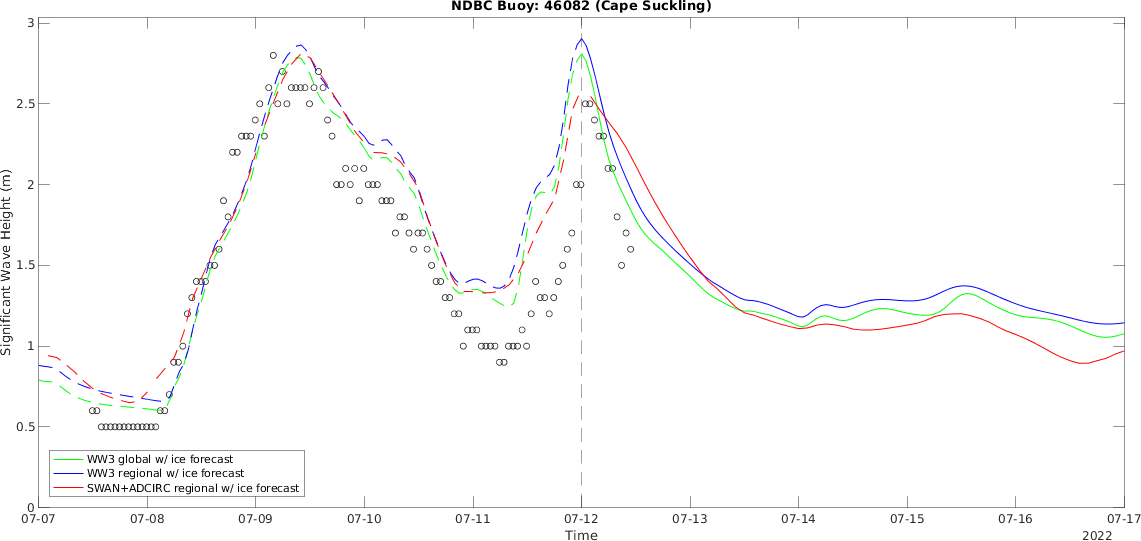 NDBC Buoy: 46082 (Cape Suckling)
3
2.5
2
1.5
1
0.5
0
Significant Wave Height (m)
WW3 global w/ ice forecast
WW3 regional w/ ice forecast
SWAN+ADCIRC regional w/ ice forecast
07-07 07-08 07-09 07-10 07-11 07-12 07-13 07-14 07-15 07-16 07-17
Time
2022